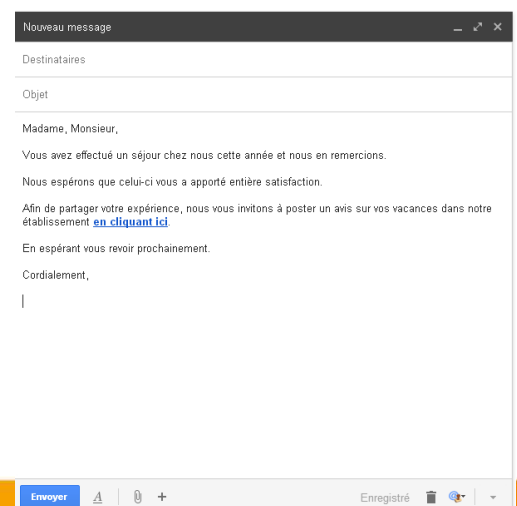 Nouveau message
Destinataires
Objet
Madame, Monsieur,
Vous avez effectué un séjour chez nous cette année et nous en remercions.
Nous espérons que celui-ci vous a apporté entière satisfaction.
Afin de partager votre expérience, nous vous invitons à poster un avis sur vos vacances dans notre
établissement en cliquant ici.
En espérant vous revoir prochainement.
Cordialement,
Envoyer A Enregistré